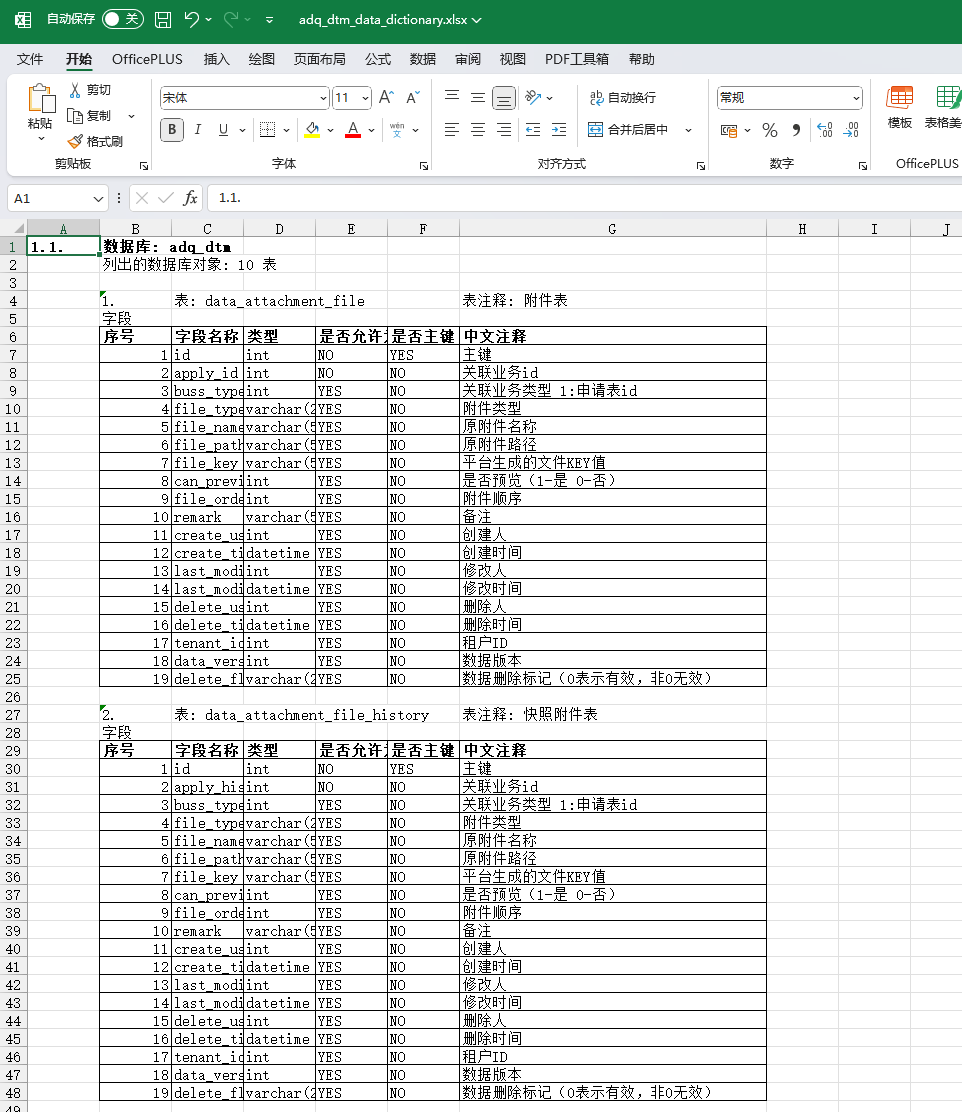 自动保存 关 adq_dtm_data_dictionary.xlsx
文件 开始 OfficePLUS 插入 绘图 页面布局 公式 数据 审阅 视图 PDF工具箱 帮助
粘贴 剪切 复制 格式刷
宋体 11
B I U A wén 文
自动换行
合并后居中
常规
模板 表格美
剪贴板 字体 对齐方式 数字 OfficePLUS
A1 fx 1.1.
A B C D E F G H I J
1 1.1. 数据库: adq_dtm
2 列出的数据库对象: 10 表
3
4 1. 表: data_attachment_file 表注释: 附件表
5 字段
6 序号 字段名称 类型 是否允许 是否主键 中文注释
7 1 id int NO YES 主键
8 2 apply_id int NO NO 关联业务id
9 3 buss_type int YES NO 关联业务类型 1:申请表id
10 4 file_type varchar(2 YES NO 附件类型
11 5 file_name varchar(5 YES NO 原附件名称
12 6 file_path varchar(5 YES NO 原附件路径
13 7 file_key varchar(5 YES NO 平台生成的文件KEY值
14 8 can_previ int YES NO 是否预览（1-是 0-否）
15 9 file_orde int YES NO 附件顺序
16 10 remark varchar(5 YES NO 备注
17 11 create_us int YES NO 创建人
18 12 create_ti datetime YES NO 创建时间
19 13 last_modi int YES NO 修改人
20 14 last_modi datetime YES NO 修改时间
21 15 delete_us int YES NO 删除人
22 16 delete_ti datetime YES NO 删除时间
23 17 tenant_id int YES NO 租户ID
24 18 data_vers int YES NO 数据版本
25 19 delete_fl varchar(2 YES NO 数据删除标记（0表示有效，非0无效）
26
27 2. 表: data_attachment_file_history 表注释: 快照附件表
28 字段
29 序号 字段名称 类型 是否允许 是否主键 中文注释
30 1 id int NO YES 主键
31 2 apply_his int NO NO 关联业务id
32 3 buss_type int YES NO 关联业务类型 1:申请表id
33 4 file_type varchar(2 YES NO 附件类型
34 5 file_name varchar(5 YES NO 原附件名称
35 6 file_path varchar(5 YES NO 原附件路径
36 7 file_key varchar(5 YES NO 平台生成的文件KEY值
37 8 can_previ int YES NO 是否预览（1-是 0-否）
38 9 file_orde int YES NO 附件顺序
39 10 remark varchar(5 YES NO 备注
40 11 create_us int YES NO 创建人
41 12 create_ti datetime YES NO 创建时间
42 13 last_modi int YES NO 修改人
43 14 last_modi datetime YES NO 修改时间
44 15 delete_us int YES NO 删除人
45 16 delete_ti datetime YES NO 删除时间
46 17 tenant_id int YES NO 租户ID
47 18 data_vers int YES NO 数据版本
48 19 delete_fl varchar(2 YES NO 数据删除标记（0表示有效，非0无效）
49